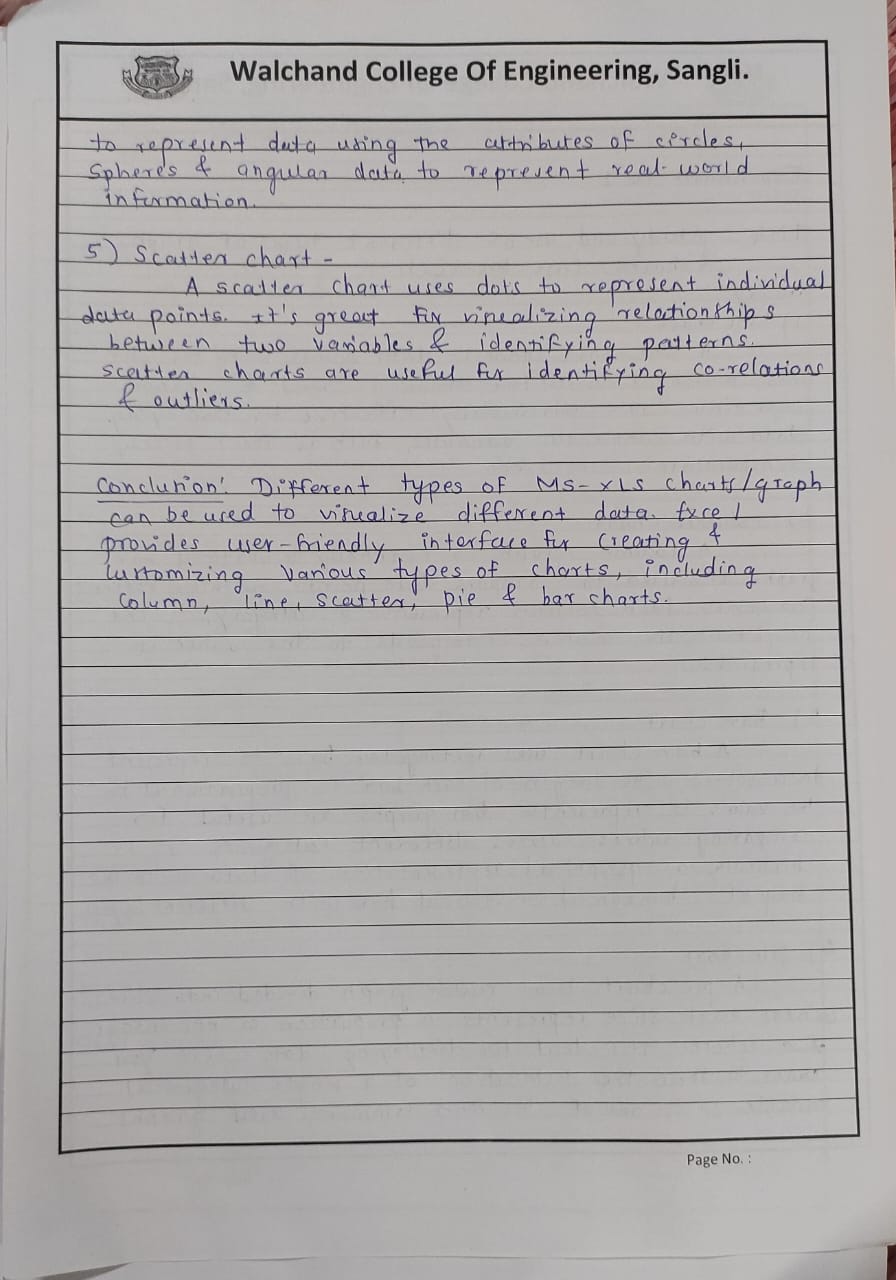 Walchand College Of Engineering, Sangli.
to represent data using the attributes of circles,
spheres & angular data to represent real-world
information.
5) Scatter chart -
A scatter chart uses dots to represent individual
data points. It's great for visualizing relationships
between two variables & identifying patterns.
scatter charts are useful for identifying co-relations
& outliers.
Conclusion: Different types of MS-XLS charts/graph
can be used to visualize different data. Excel
provides user-friendly interface for creating &
customizing various types of charts, including
column, line, scatter, pie & bar charts.
Page No. :